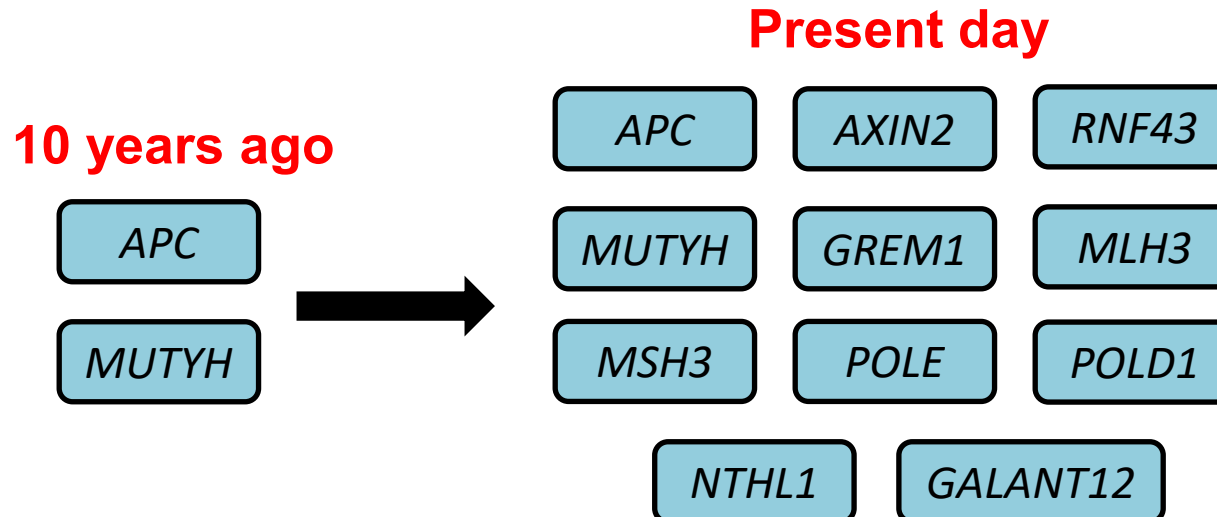 10 years ago
APC
MUTYH
Present day
APC AXIN2 RNF43
MUTYH GREM1 MLH3
MSH3 POLE POLD1
NTHL1 GALANT12